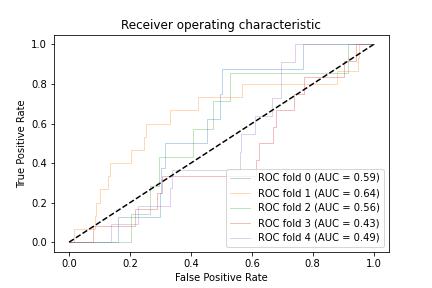 Receiver operating characteristic
1.0
0.8
0.6
0.4
0.2
0.0
True Positive Rate
ROC fold 0 (AUC = 0.59)
ROC fold 1 (AUC = 0.64)
ROC fold 2 (AUC = 0.56)
ROC fold 3 (AUC = 0.43)
ROC fold 4 (AUC = 0.49)
0.0 0.2 0.4 0.6 0.8 1.0
False Positive Rate